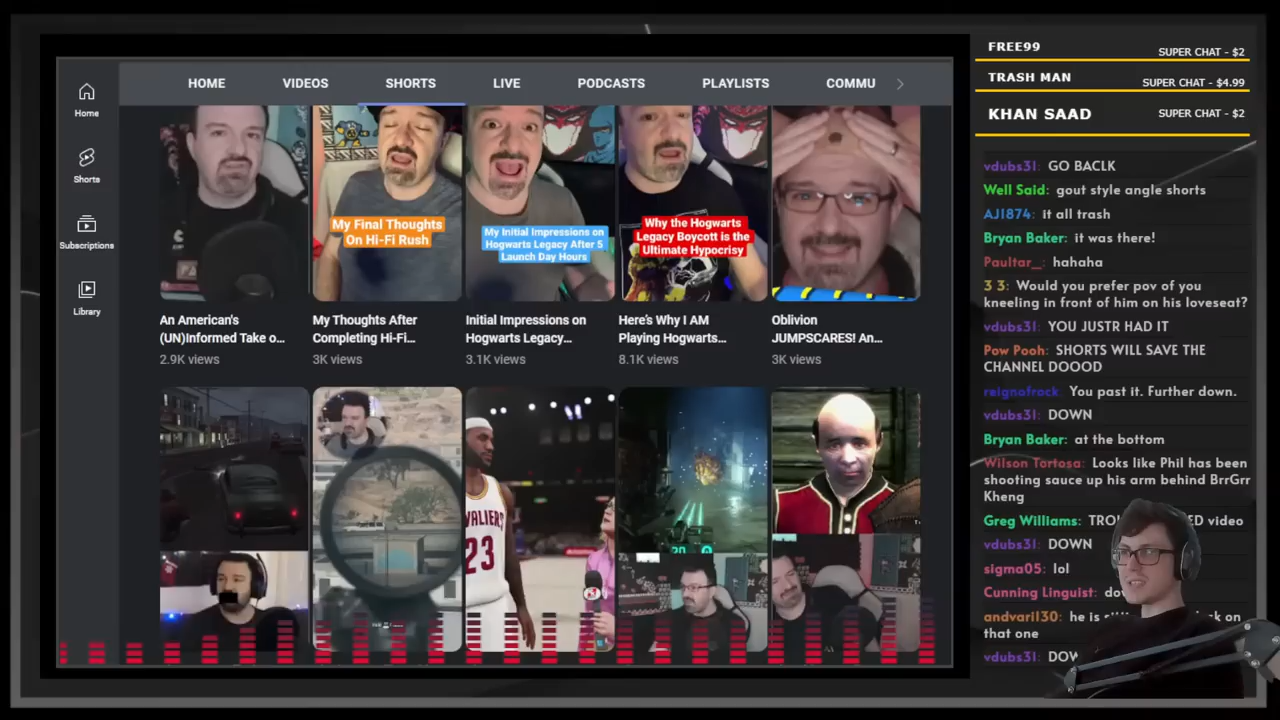 HOME VIDEOS SHORTS LIVE PODCASTS PLAYLISTS COMMU
Home
Shorts
Subscriptions
Library
My Final Thoughts
On Hi-Fi Rush
My Initial Impressions on
Hogwarts Legacy After 5
Launch Day Hours
Why the Hogwarts
Legacy Boycott is the
Ultimate Hypocrisy
An American's
(UN)Informed Take o...
2.9K views
My Thoughts After
Completing Hi-Fi...
3K views
Initial Impressions on
Hogwarts Legacy...
3.1K views
Here's Why I AM
Playing Hogwarts...
8.1K views
Oblivion
JUMPSCARES! An...
3K views
23
20
FREE99 SUPER CHAT - $2
TRASH MAN SUPER CHAT - $4.99
KHAN SAAD SUPER CHAT - $2
vdubs31: GO BACLK
Well Said: gout style angle shorts
AJ1874: it all trash
Bryan Baker: it was there!
Paultar_: hahaha
3 3: Would you prefer pov of you
kneeling in front of him on his loveseat?
vdubs31: YOU JUSTR HAD IT
Pow Pooh: SHORTS WILL SAVE THE
CHANNEL DOOOD
reignofrock: You past it. Further down.
vdubs31: DOWN
Bryan Baker: at the bottom
Wilson Tortosa: Looks like Phil has been
shooting sauce up his arm behind BrrGrr
Kheng
Greg Williams: video
vdubs31: DOWN
sigma05: lol
Cunning Linguist:
andvari130: he is on
that one
vdubs31: